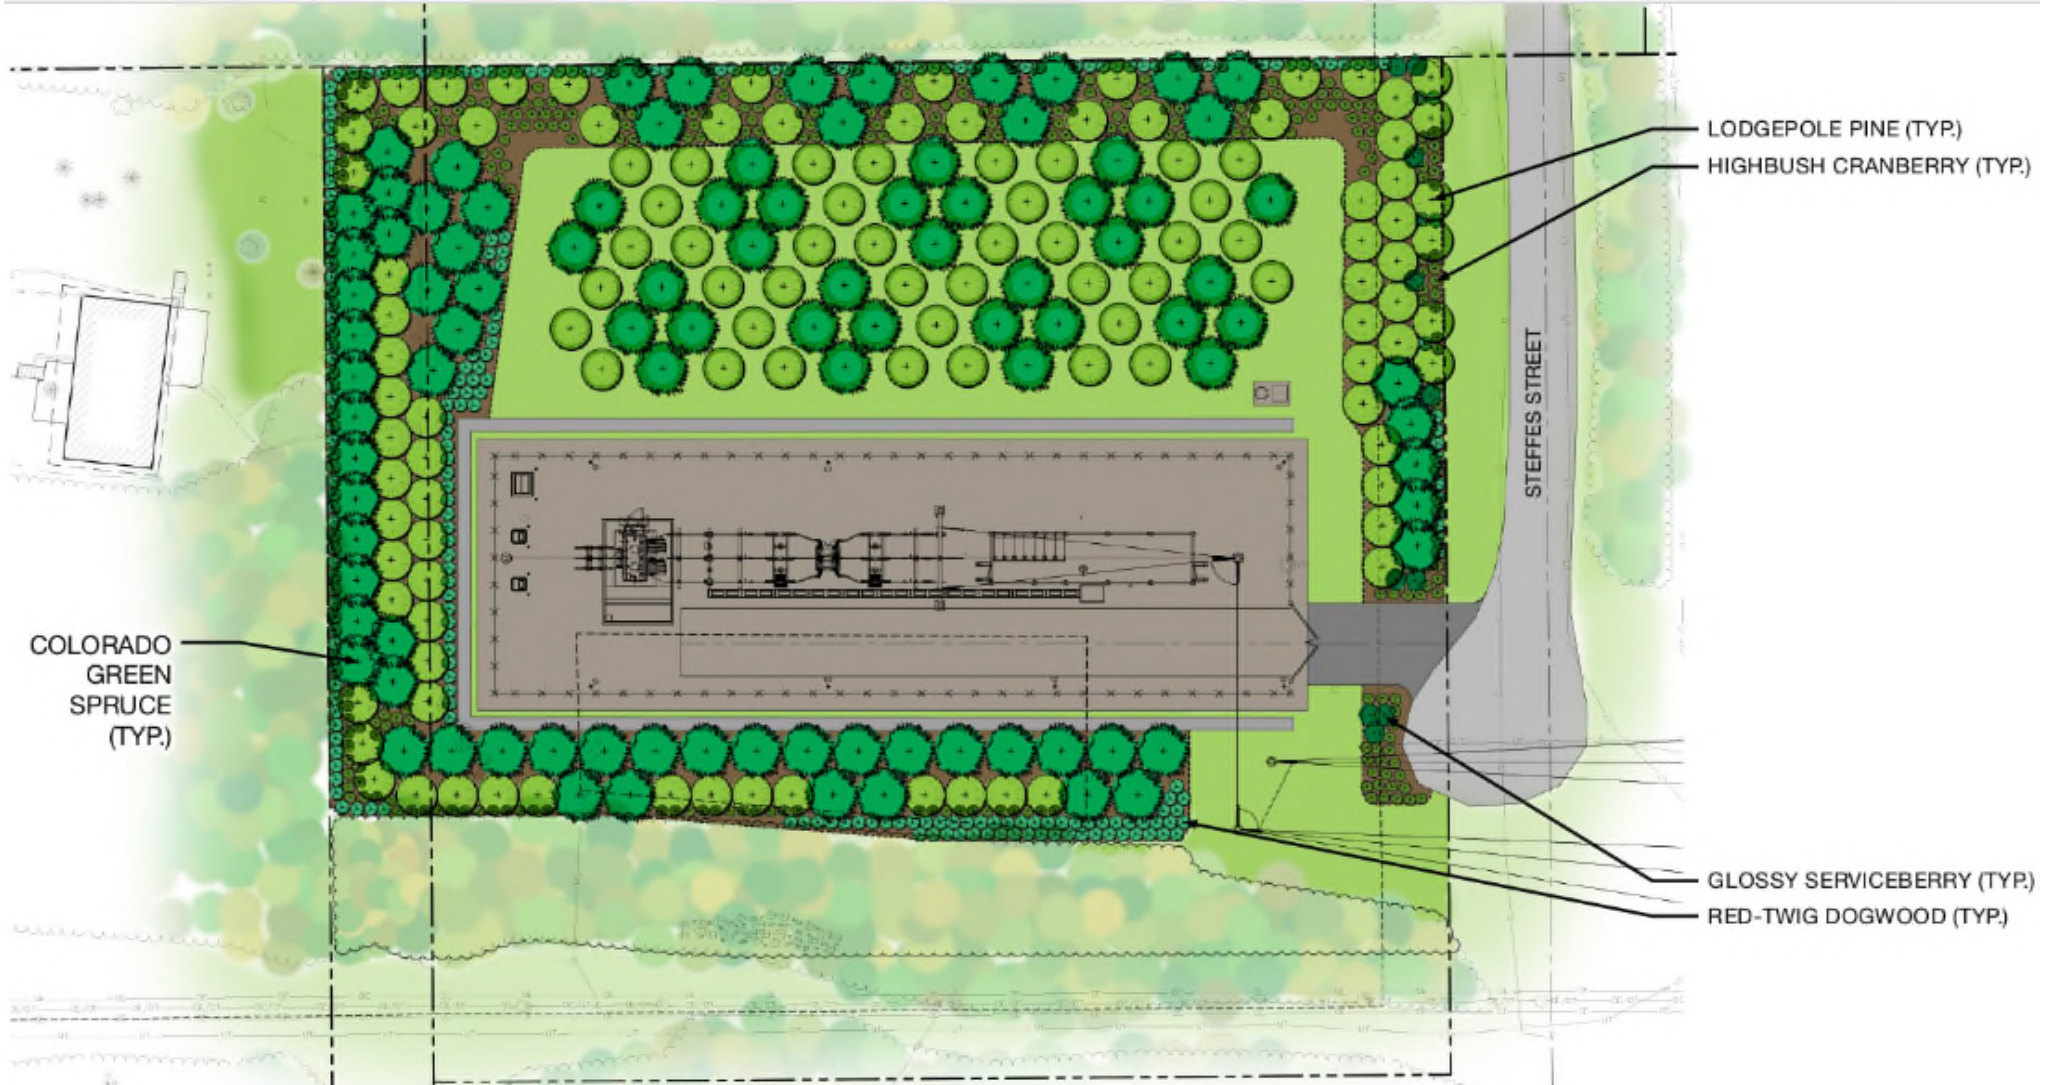 LODGEPOLE PINE (TYP.)
HIGHBUSH CRANBERRY (TYP.)
STEFFES STREET
COLORADO
GREEN
SPRUCE
(TYP.)
GLOSSY SERVICEBERRY (TYP.)
RED-TWIG DOGWOOD (TYP.)